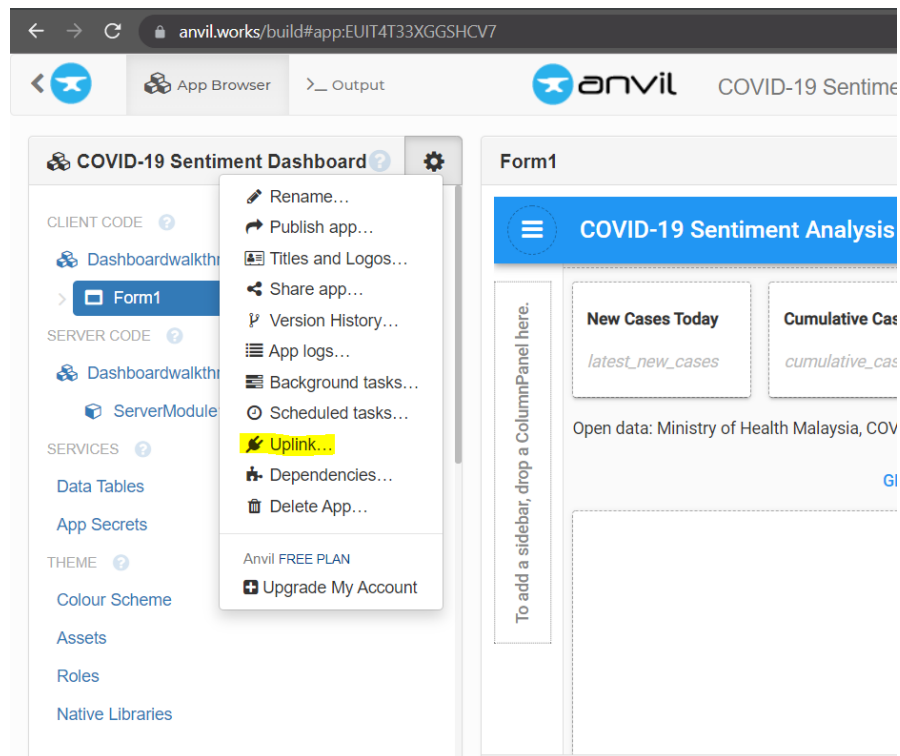 anvil.works/build#app:EUIT4T33XGGSHCV7
App Browser
>_ Output
anvil
COVID-19 Sentime
COVID-19 Sentiment Dashboard ?
Form1
Rename…
Publish app…
Titles and Logos…
Share app…
Version History…
App logs…
Background tasks…
Scheduled tasks…
Uplink…
Dependencies…
Delete App…
Anvil FREE PLAN
Upgrade My Account
CLIENT CODE ?
Dashboardwalkthr
Form1
SERVER CODE ?
Dashboardwalkthr
ServerModule
SERVICES ?
Data Tables
App Secrets
THEME ?
Colour Scheme
Assets
Roles
Native Libraries
COVID-19 Sentiment Analysis
To add a sidebar, drop a ColumnPanel here.
New Cases Today
latest_new_cases
Cumulative Cas
cumulative_cas
Open data: Ministry of Health Malaysia, COV